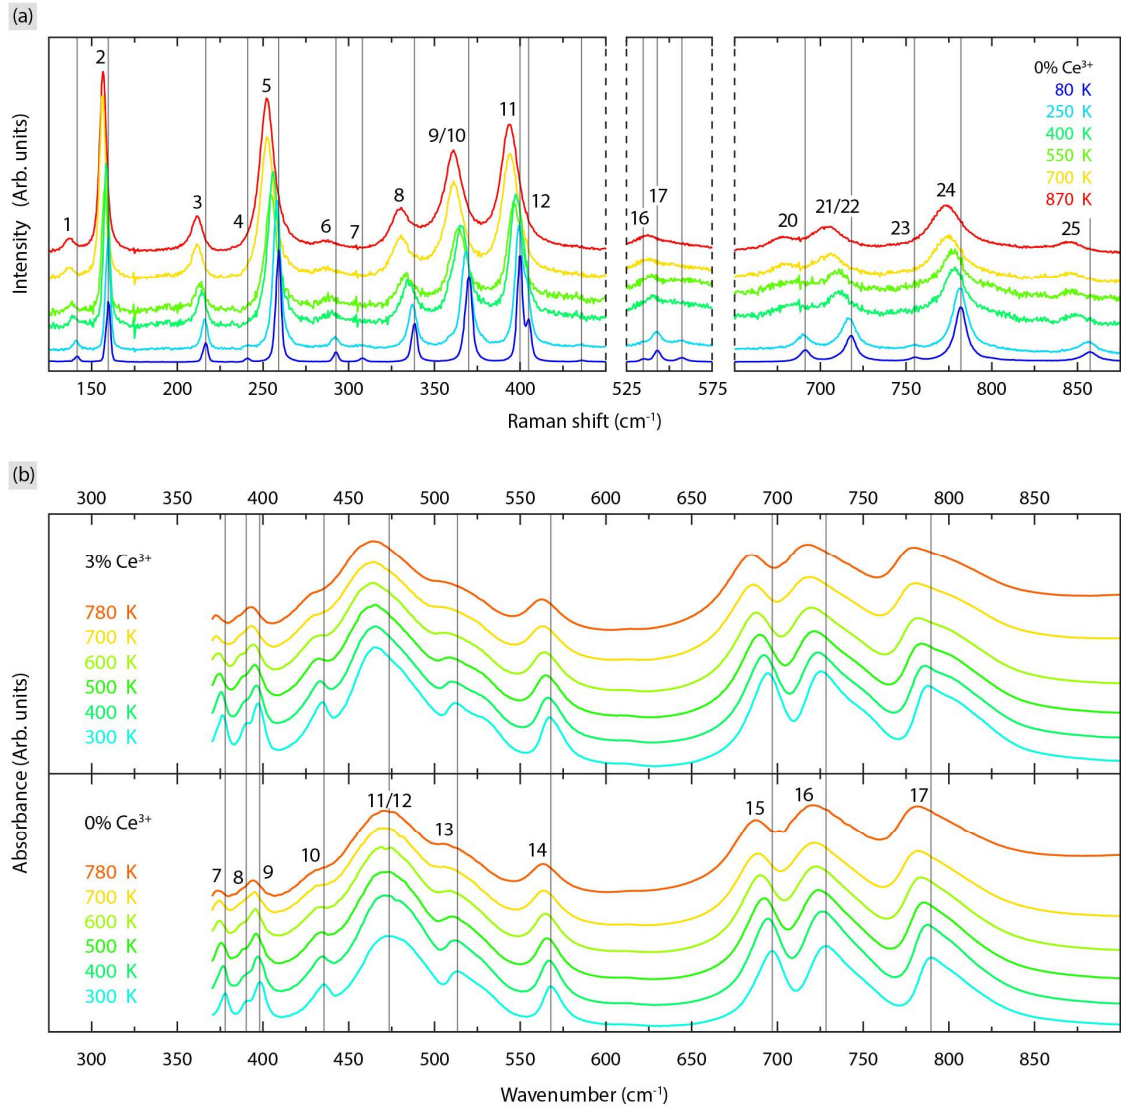 (a)
Intensity (Arb. units)
1
2
3
4
5
6
7
8
9/10
11
12
16
17
20
21/22
23
24
25
0% Ce³⁺
80 K
250 K
400 K
550 K
700 K
870 K
150
200
250
300
350
400
525
575
700
750
800
850
Raman shift (cm⁻¹)
(b)
300
350
400
450
500
550
600
650
700
750
800
850
Absorbance (Arb. units)
3% Ce³⁺
780 K
700 K
600 K
500 K
400 K
300 K
0% Ce³⁺
780 K
700 K
600 K
500 K
400 K
300 K
7
8
9
10
11/12
13
14
15
16
17
300
350
400
450
500
550
600
650
700
750
800
850
Wavenumber (cm⁻¹)